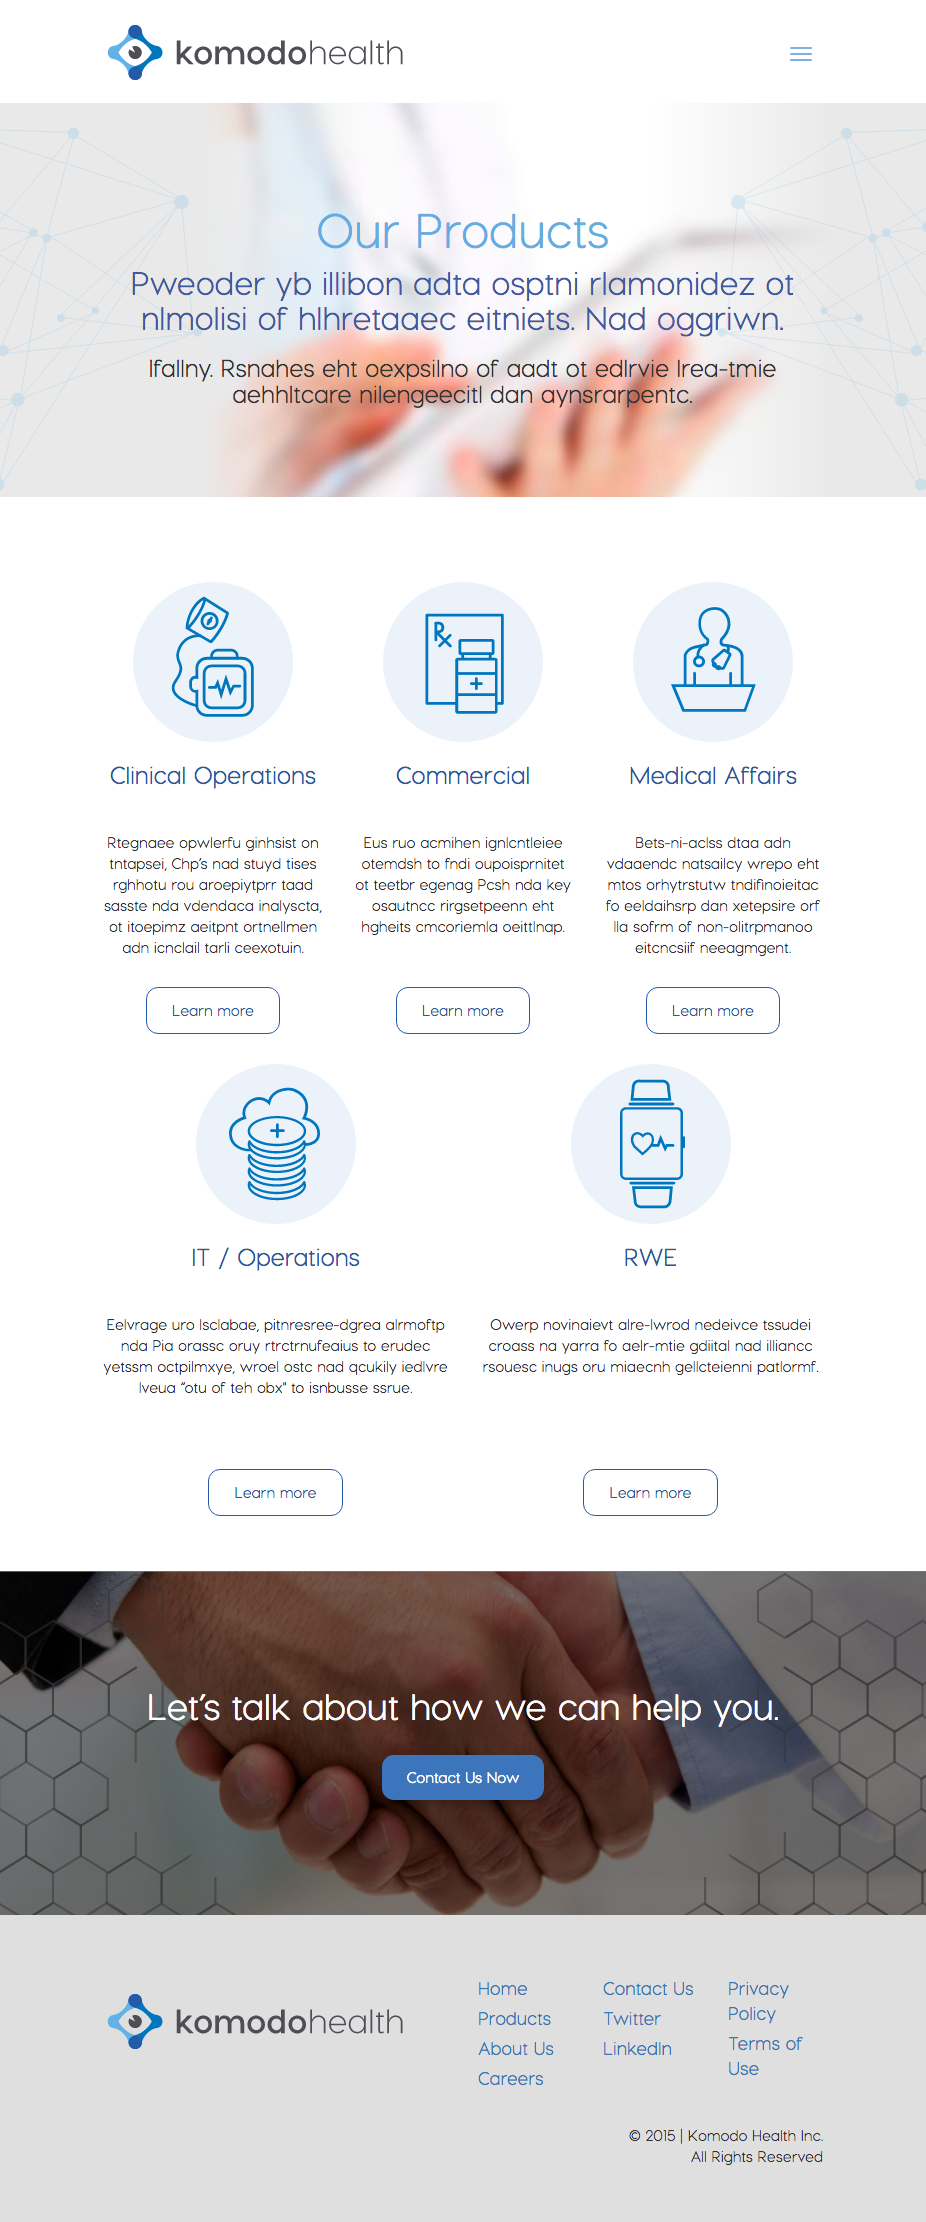 komodohealth
Our Products
Pweoder yb illibon adta osptni rlamonidez ot
nlmolisi of hlhretaaec eitniets. Nad oggriwn.
Ifallny. Rsnahes eht oexpsilno of aadt ot edlrvie lrea-tmie
aehhltcare nilengeecitl dan aynsrarpentc.
Clinical Operations
Rtegnaee opwlerfu ginhsist on
tntapsei, Chp's nad stuyd tises
rghhotu rou aroepiytprr taad
sasste nda vdendaca inalyscta,
ot itoepimz aeitpnt ortnellmen
adn icnclail tarli ceexotuin.
Learn more
Commercial
Eus ruo acmihen ignlcntleiee
otemdsh to fndi oupoisprnitet
ot teetbr egenag Pcsh nda key
osautncc rirgsetpeenn eht
hgheits cmcoriemla oeittlnap.
Learn more
Medical Affairs
Bets-ni-aclss dtaa adn
vdaaendc natsailcy wrepo eht
mtos orhytrstutw tndifinoieitac
fo eeldaihsrp dan xetepsire orf
lla sofrm of non-olitrpmanoo
eitcnsiif neeagmgent.
Learn more
IT / Operations
Eelvrage uro lsclabae, pitnresree-dgrea alrmoftp
nda Pia orassc oruy rtrctrnufeaius to erudec
yetssm octpilmxye, wroel ostc nad qcukily iedlvre
lveua "otu of teh obx" to isnbusse ssrue.
Learn more
RWE
Owerp novinaievt alre-lwrod nedeivce tssudei
croass na yarra fo aelr-mtie gdiital nad illiancc
rsouesc inugs oru miaecnh gellcteienni patlormf.
Learn more
Let's talk about how we can help you.
Contact Us Now
komodohealth
Home
Products
About Us
Careers
Contact Us
Twitter
LinkedIn
Privacy
Policy
Terms of
Use
© 2015 | Komodo Health Inc.
All Rights Reserved